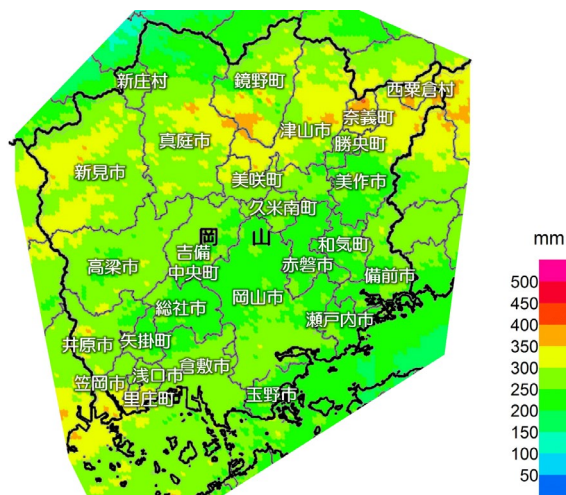 新庄村
鏡野町
西粟倉村
奈義町
津山市
勝央町
真庭市
新見市
美咲町
美作市
久米南町
岡 山
和気町
吉備
中央町
高梁市
赤磐市
備前市
岡山市
総社市
瀬戸内市
矢掛町
井原市
倉敷市
浅口市
笠岡市
里庄町
玉野市
mm
500
450
400
350
300
250
200
150
100
50